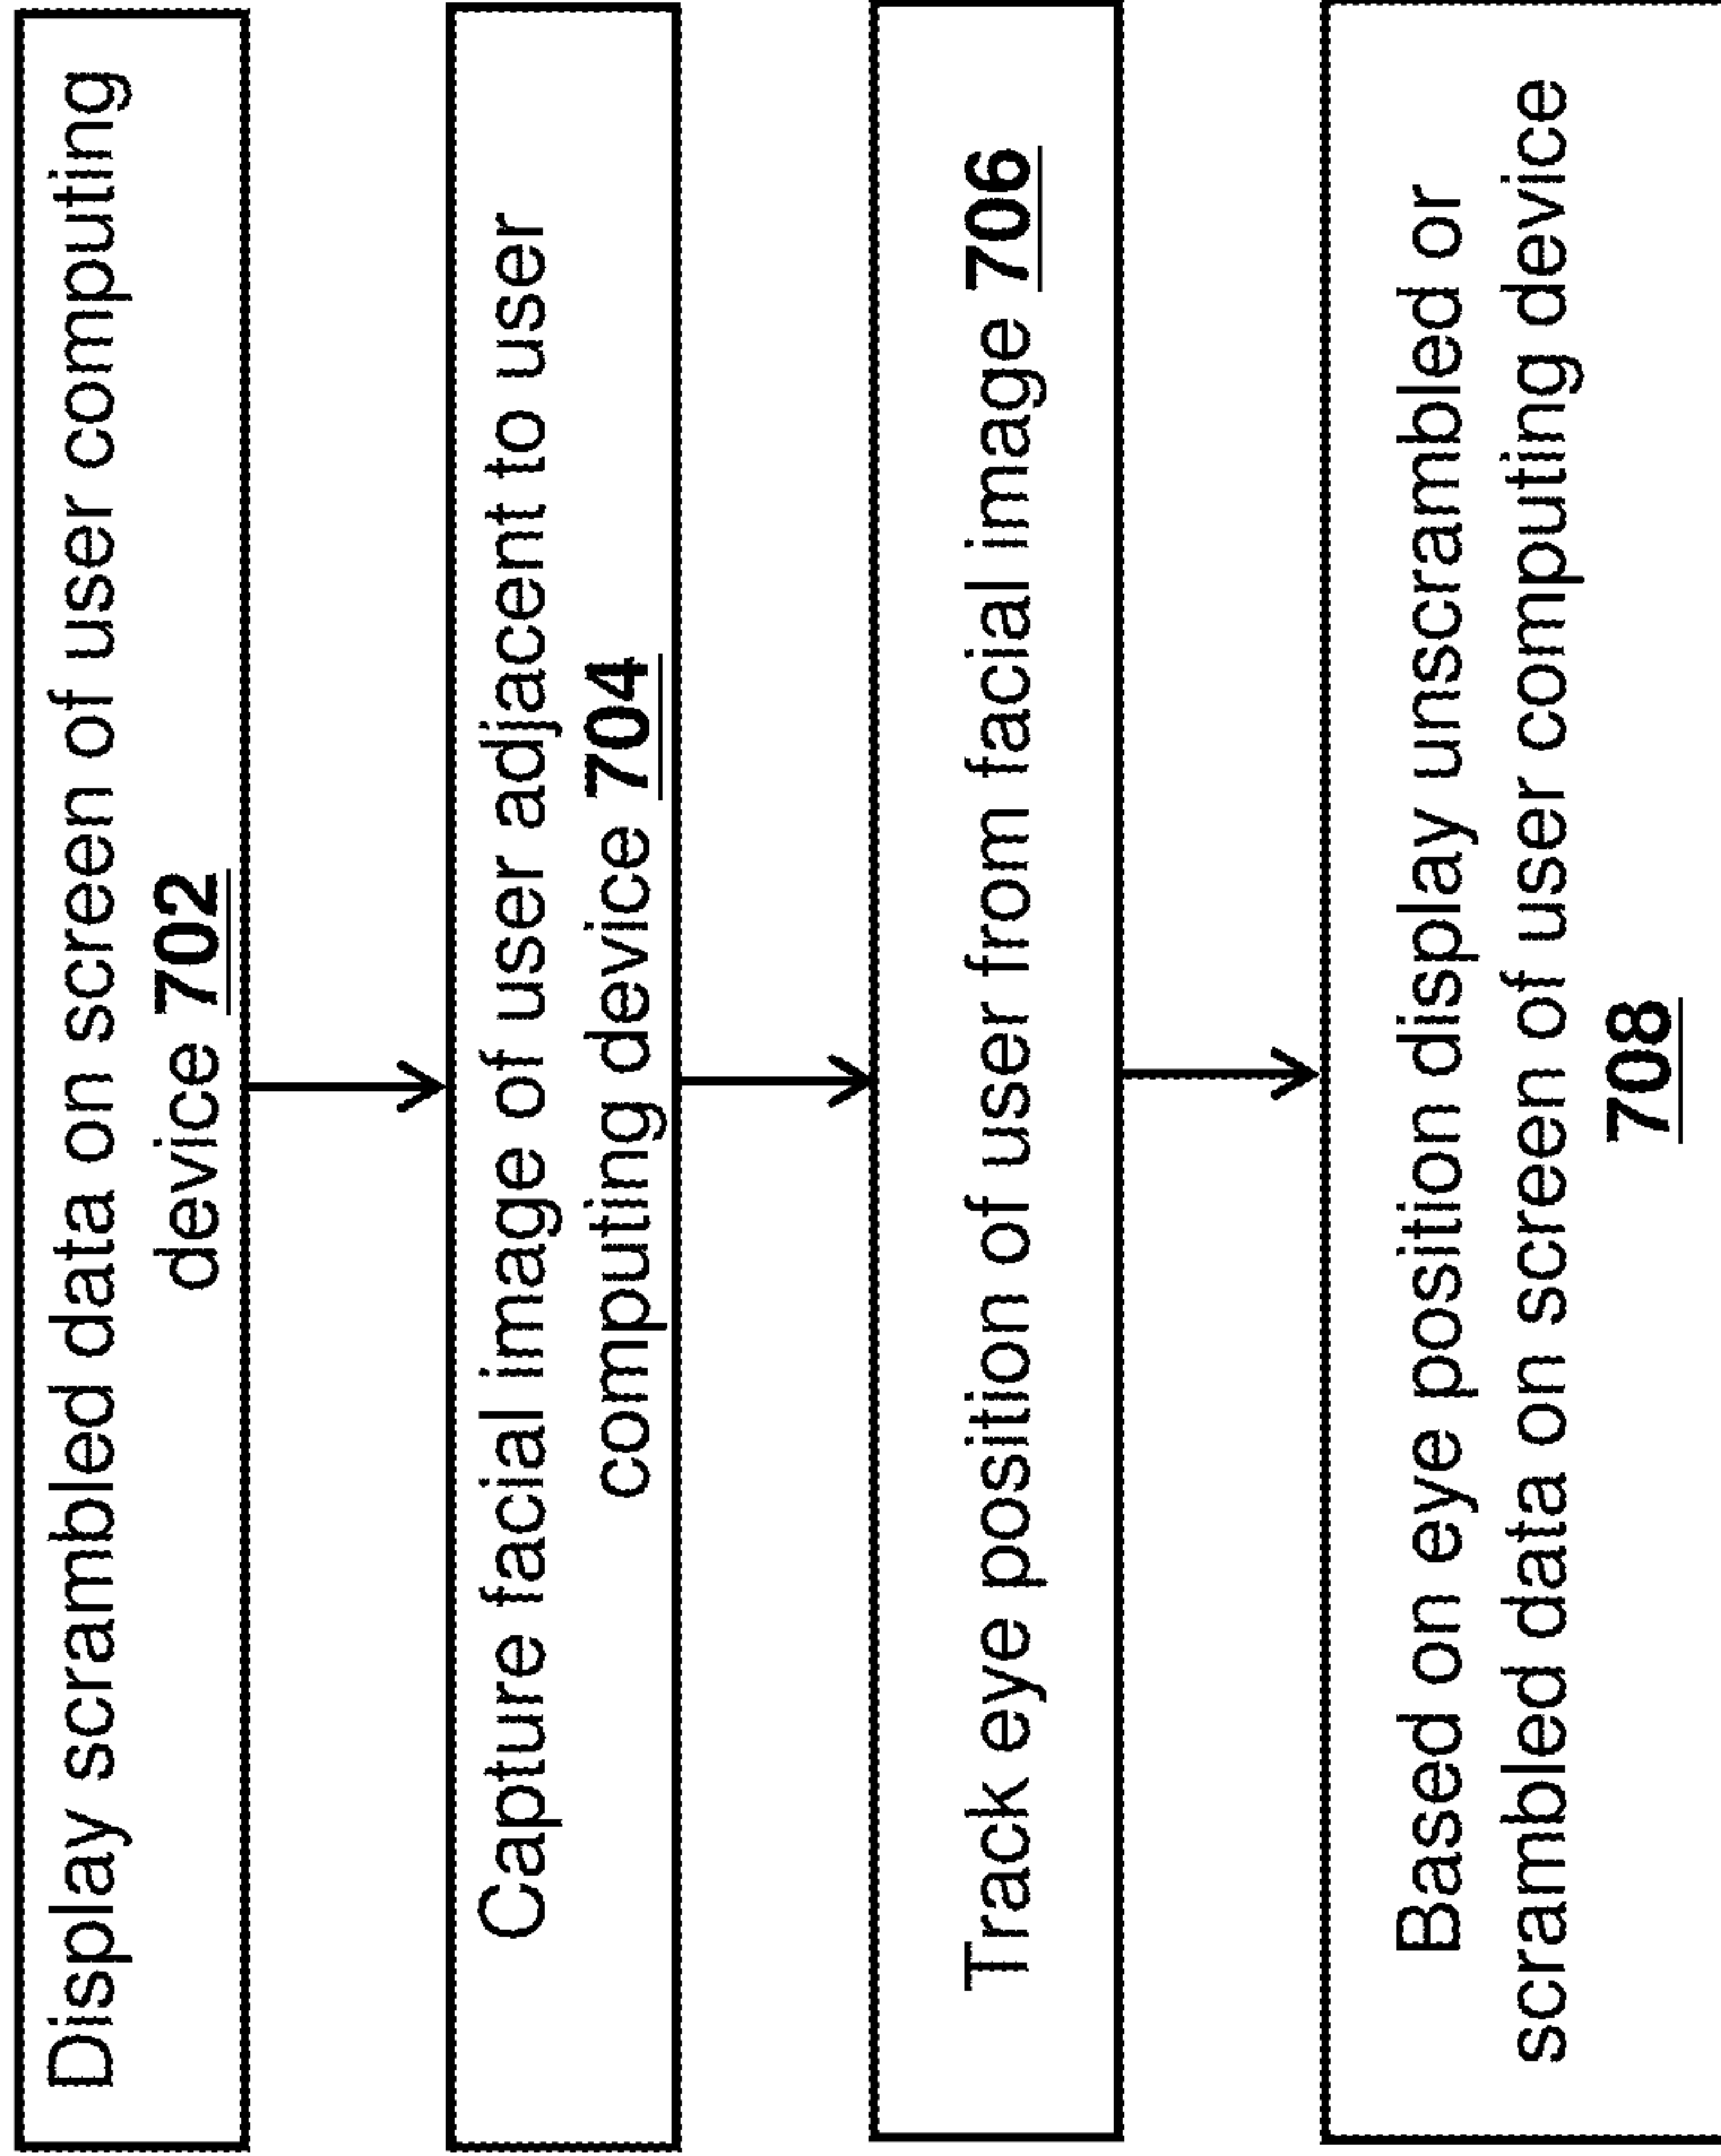 Display scrambled data on screen of user computing
device 702
Capture facial image of user adjacent to user
computing device 704
Track eye position of user from facial image 706
Based on eye position display unscrambled or
scrambled data on screen of user computing device
708